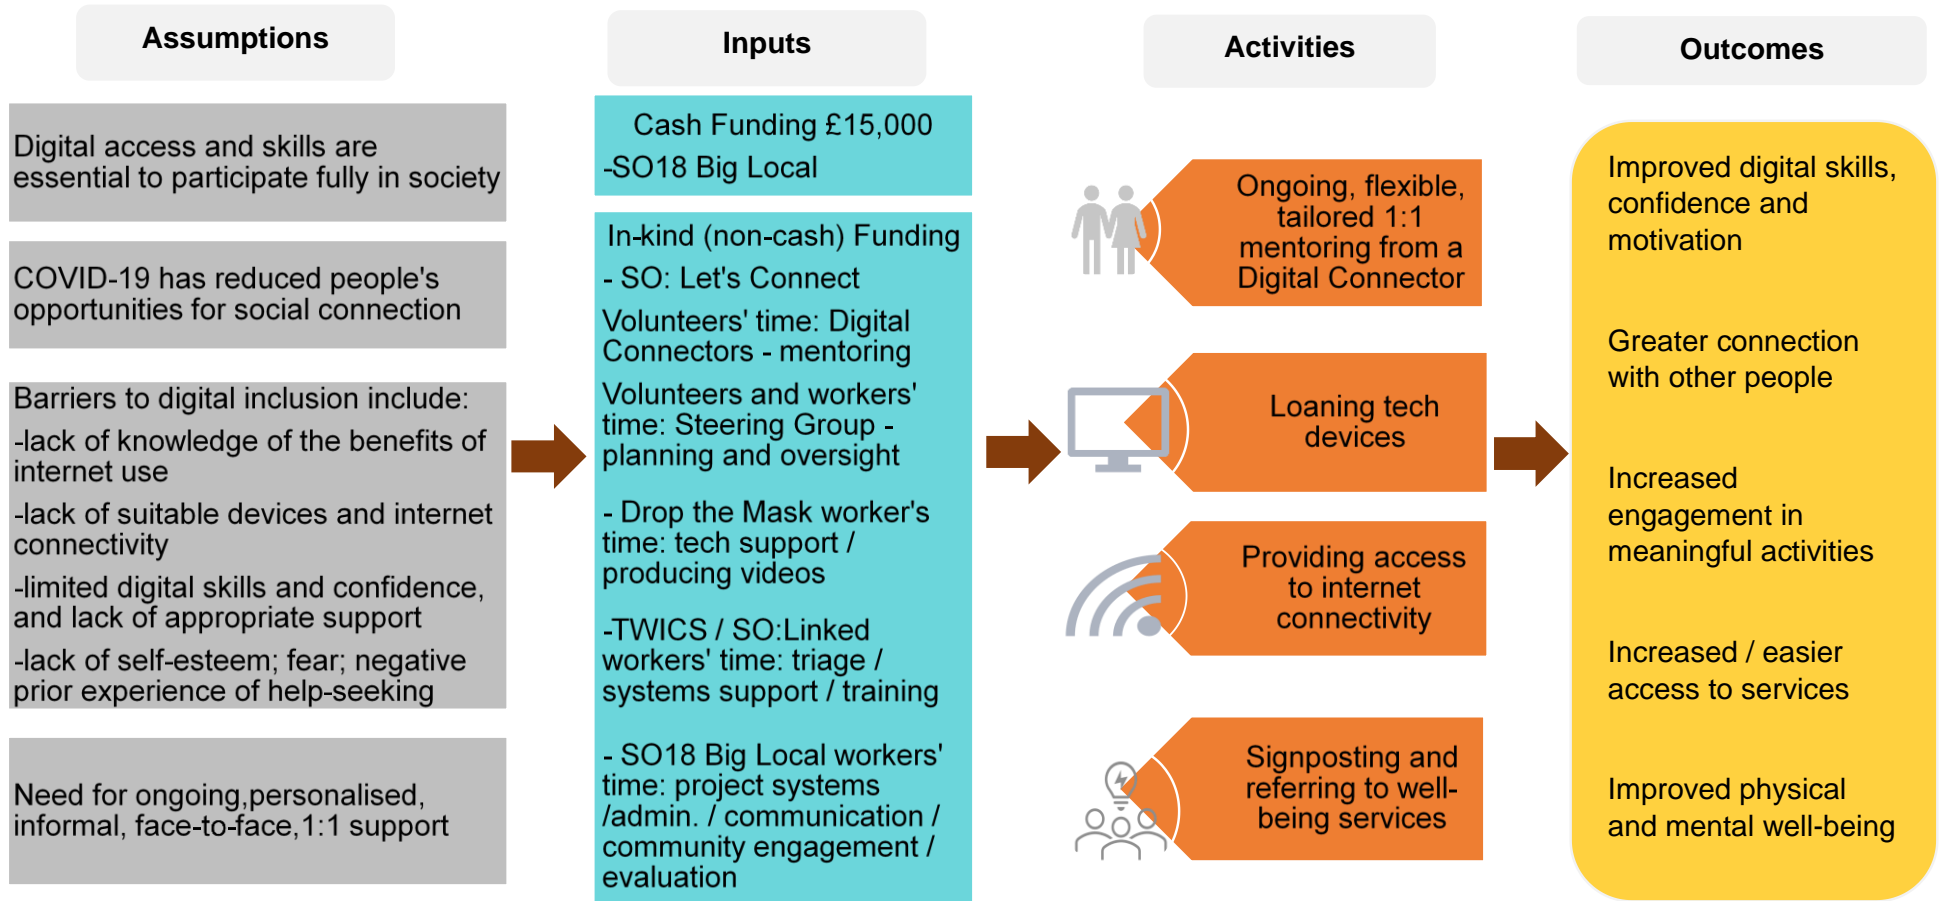 Assumptions
Digital access and skills are
essential to participate fully in society
COVID-19 has reduced people's
opportunities for social connection
Barriers to digital inclusion include:
-lack of knowledge of the benefits of
internet use
-lack of suitable devices and internet
connectivity
-limited digital skills and confidence,
and lack of appropriate support
-lack of self-esteem; fear; negative
prior experience of help-seeking
Need for ongoing,personalised,
informal, face-to-face,1:1 support
Inputs
Cash Funding £15,000
-SO18 Big Local
In-kind (non-cash) Funding
- SO: Let's Connect
Volunteers' time: Digital
Connectors - mentoring
Volunteers and workers'
time: Steering Group -
planning and oversight
- Drop the Mask worker's
time: tech support /
producing videos
-TWICS / SO:Linked
workers' time: triage /
systems support / training
- SO18 Big Local workers'
time: project systems
/admin. / communication /
community engagement /
evaluation
Activities
Ongoing, flexible,
tailored 1:1
mentoring from a
Digital Connector
Loaning tech
devices
Providing access
to internet
connectivity
Signposting and
referring to well-
being services
Outcomes
Improved digital skills,
confidence and
motivation
Greater connection
with other people
Increased
engagement in
meaningful activities
Increased / easier
access to services
Improved physical
and mental well-being